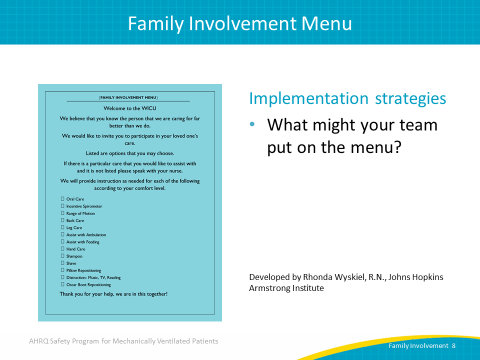 Family Involvement Menu
[FAMILY INVOLVEMENT MENU]
Welcome to the WICU
We believe that you know the person that we are caring for far
better than we do.
We would like to invite you to participate in your loved one's
care.
Listed are options that you may choose.
If there is a particular care that you would like to assist with
and it is not listed please speak with your nurse.
We will provide instruction as needed for each of the following
according to your comfort level.
Oral Care
Incentive Spirometer
Range of Motion
Back Care
Leg Care
Assist with Ambulation
Assist with Feeding
Hand Care
Shampoo
Shave
Pillow Repositioning
Distraction: Music, TV, Reading
Chair Boost Repositioning
Thank you for your help, we are in this together!
Implementation strategies
• What might your team
put on the menu?
Developed by Rhonda Wyskiel, R.N., Johns Hopkins
Armstrong Institute
AHRQ Safety Program for Mechanically Ventilated Patients
Family Involvement 8